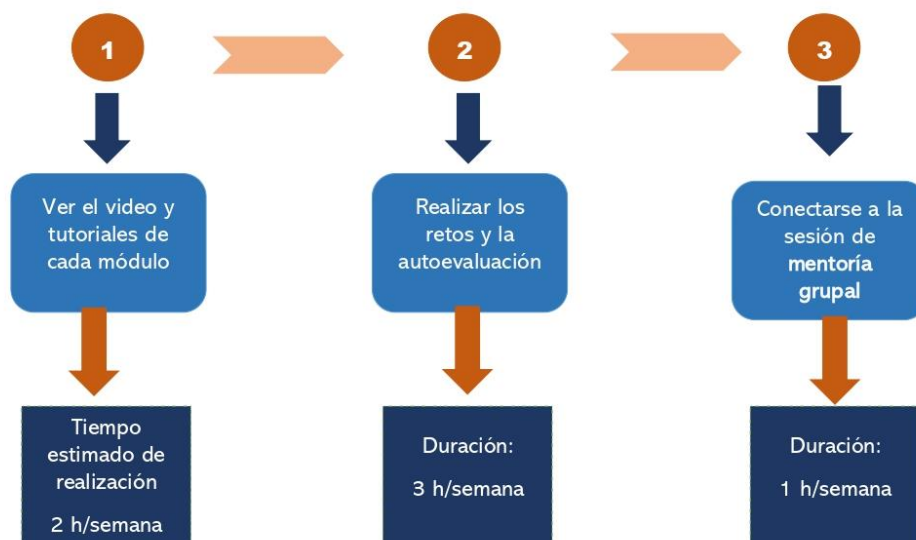 1
2
3
Ver el video y
tutoriales de
cada módulo
Realizar los
retos y la
autoevaluación
Conectarse a la
sesión de
mentoría
grupal
Tiempo
estimado de
realización
2 h/semana
Duración:
3 h/semana
Duración:
1 h/semana